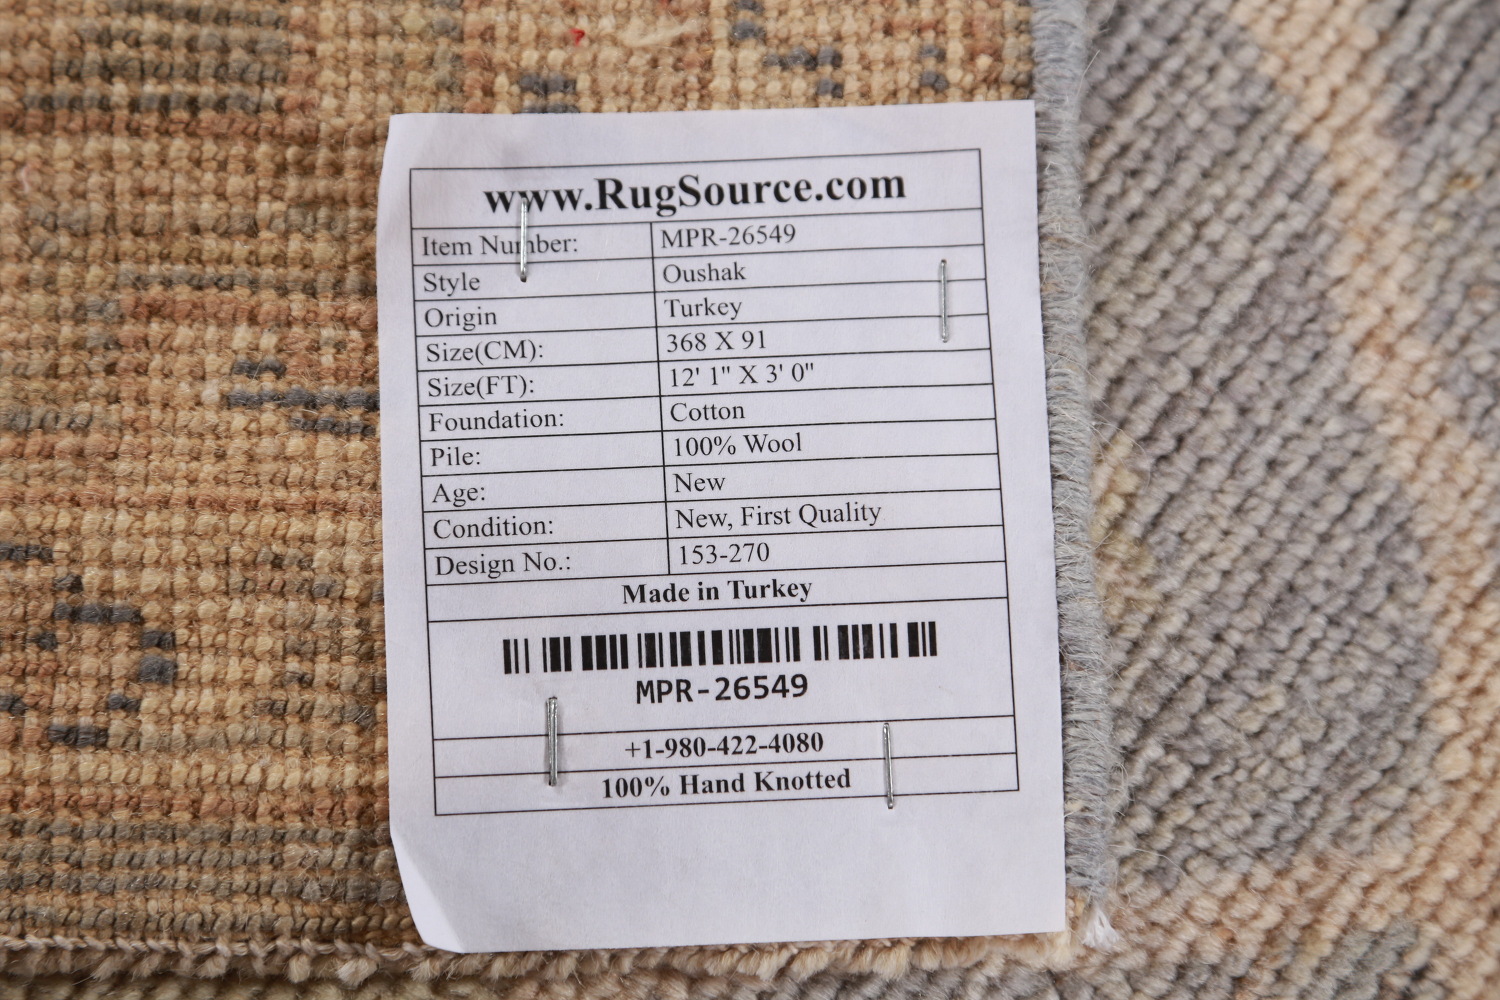 www.RugSource.com
Item Number: MPR-26549
Style Oushak
Origin Turkey
Size(CM): 368 X 91
Size(FT): 12' 1" X 3' 0"
Foundation: Cotton
Pile: 100% Wool
Age: New
Condition: New, First Quality
Design No.: 153-270
Made in Turkey
MPR-26549
+1-980-422-4080
100% Hand Knotted